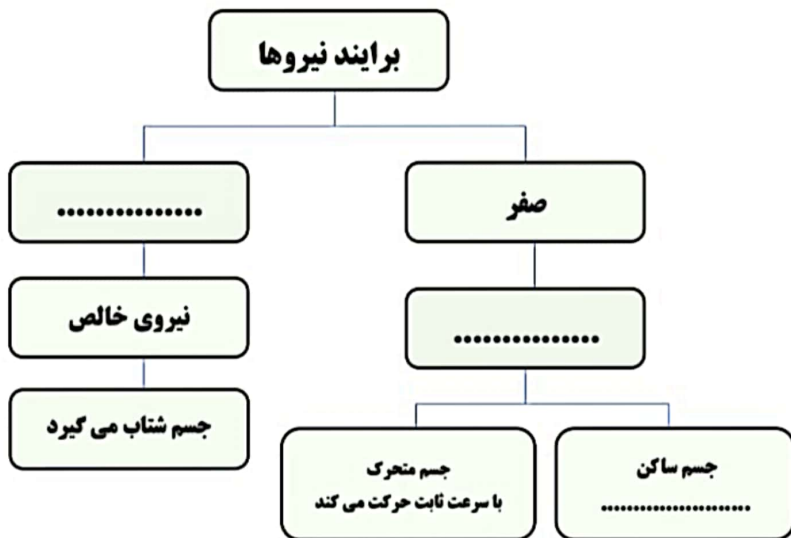 برایند نیروها
صفر
...............
...............
نیروی خالص
...............
جسم شتاب می گیرد
جسم ساکن
.......................
جسم متحرک
با سرعت ثابت حرکت می کند